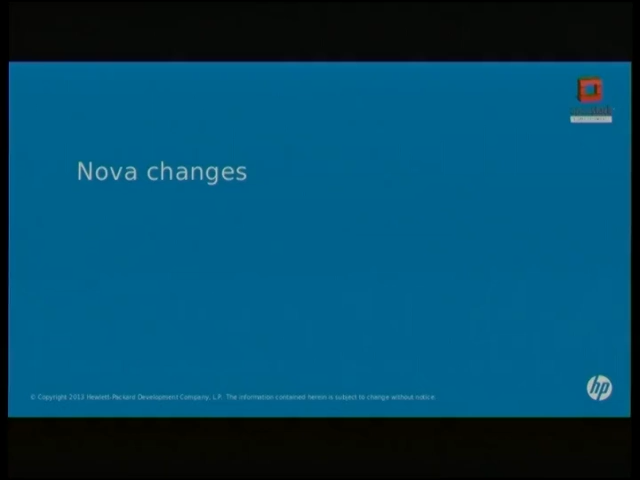 Nova changes
© Copyright 2013 Hewlett-Packard Development Company, L.P. The information contained herein is subject to change without notice.
hp